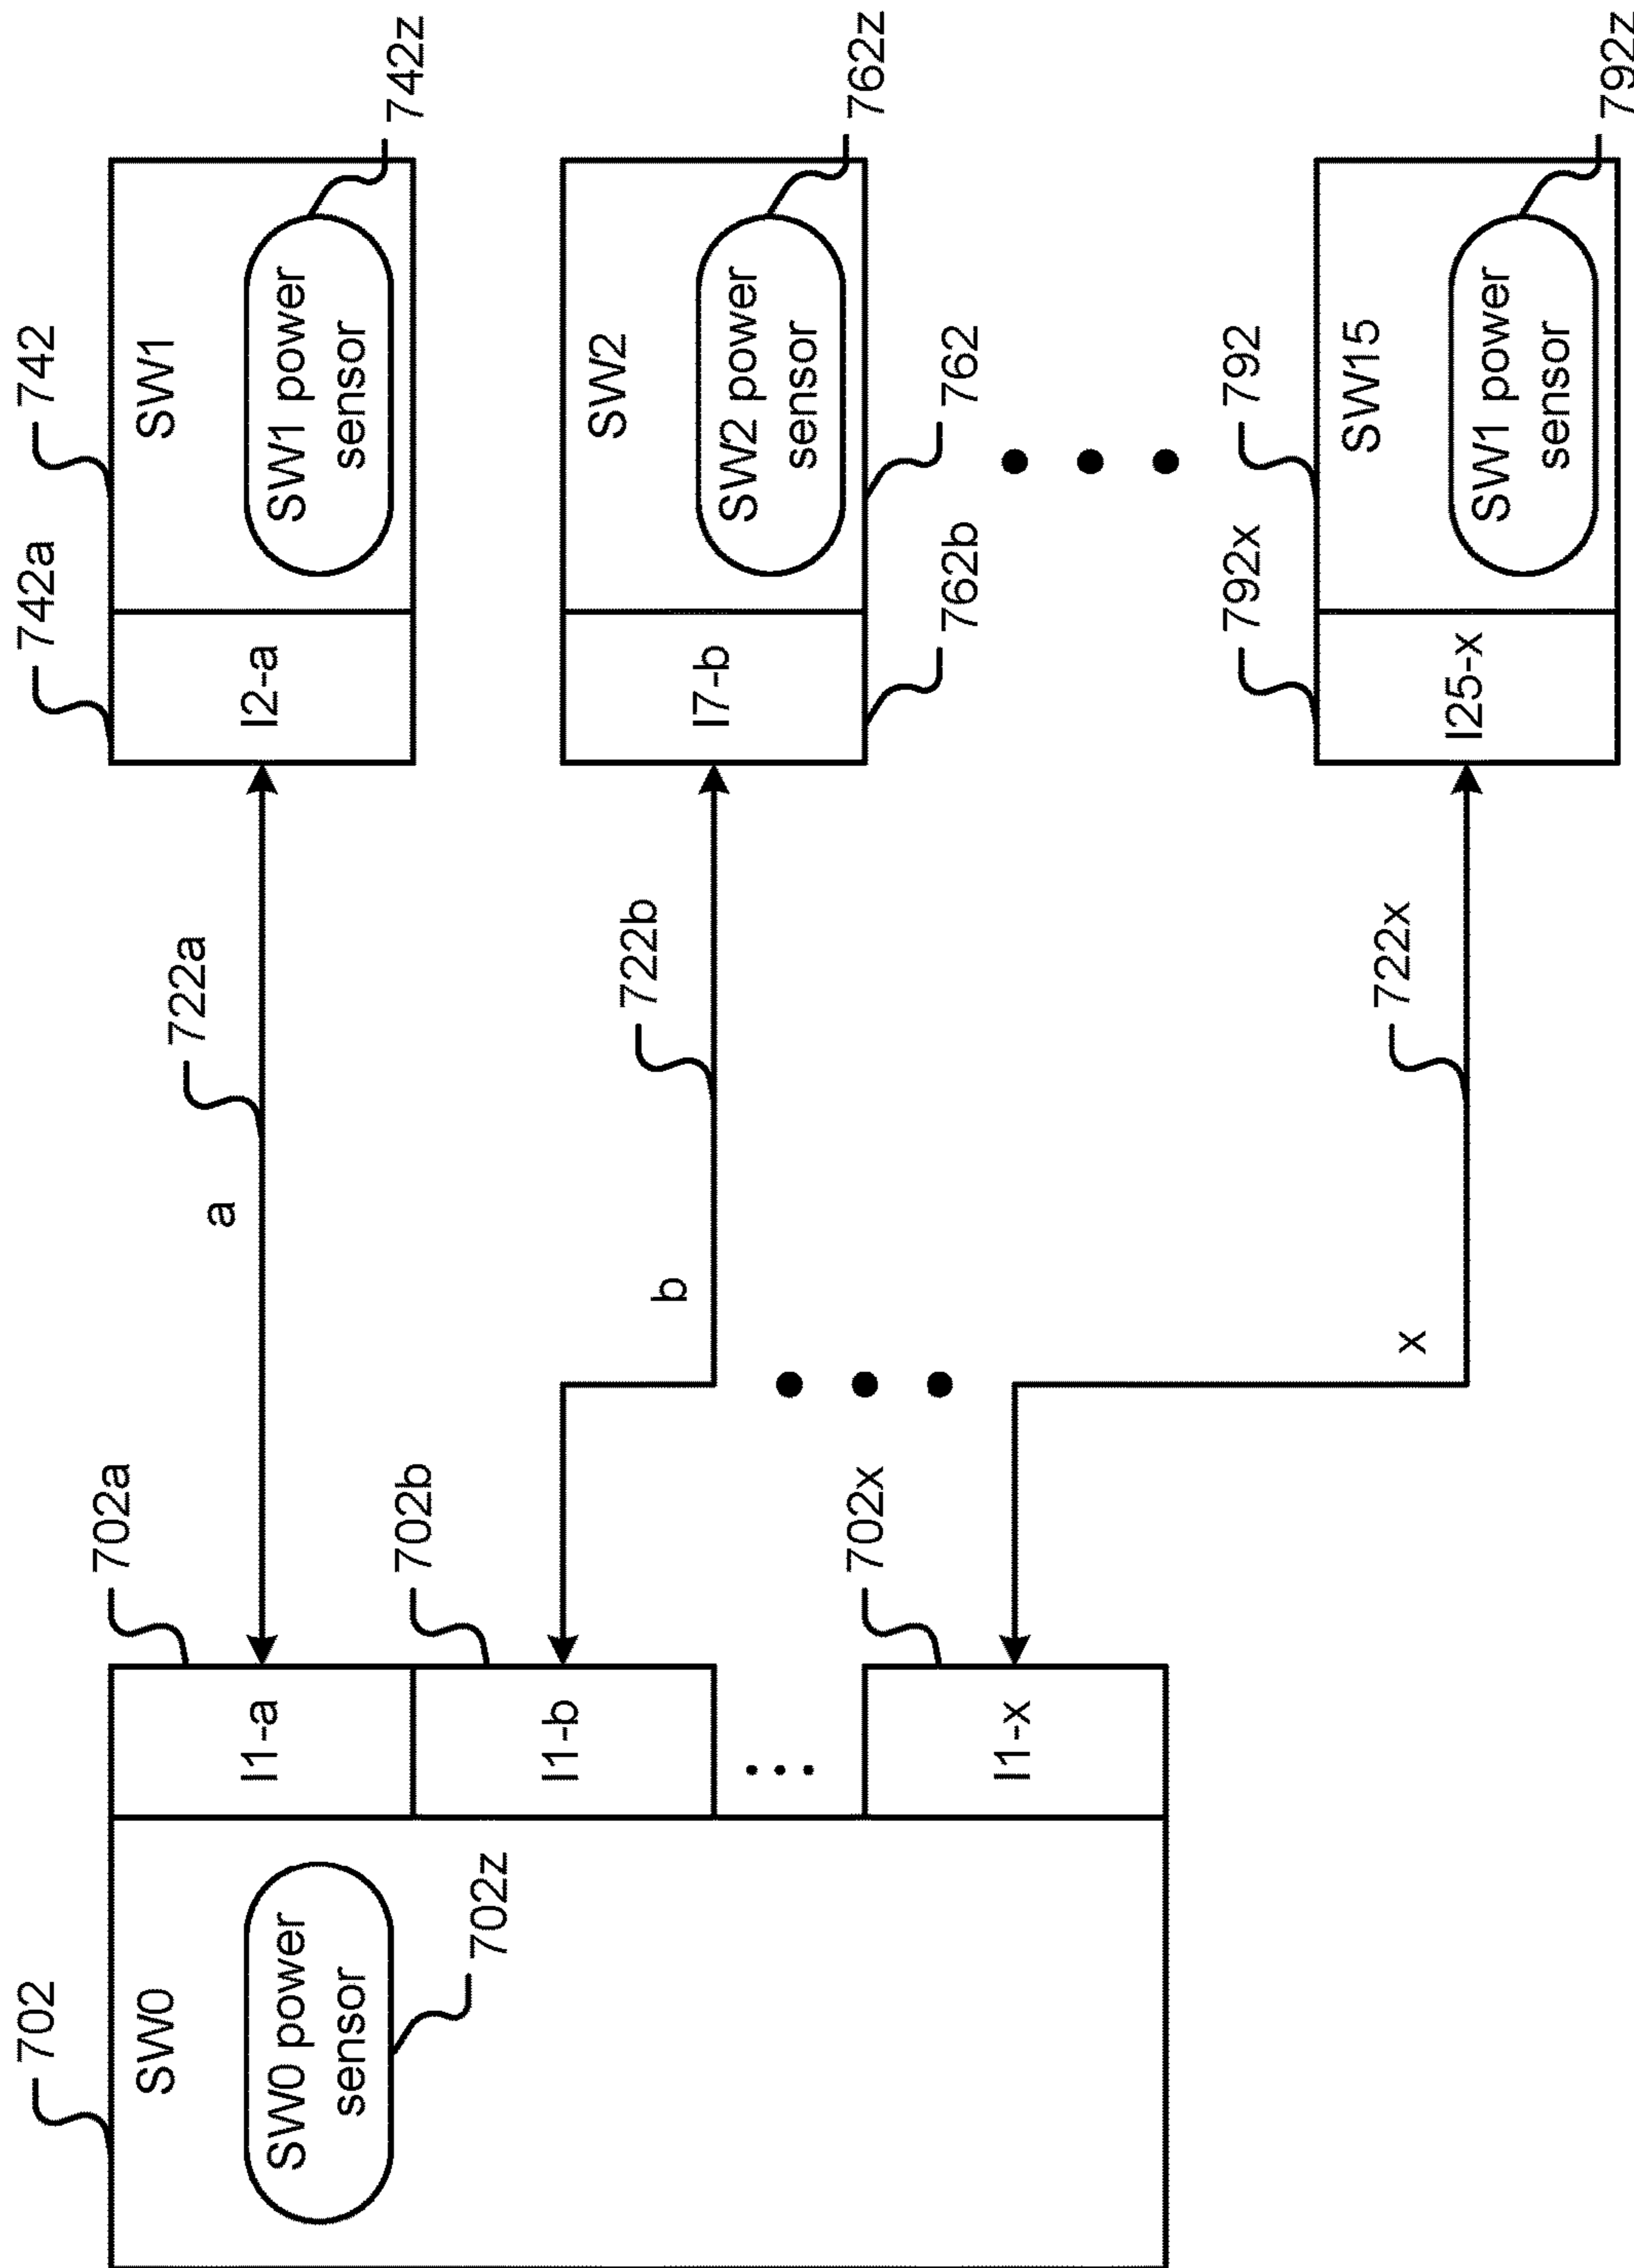 702
SW0
SW0 power
sensor
702z
I1-a
702a
I1-b
702b
...
I1-x
702x
a
722a
b
722b
x
722x
742a
742
I2-a
SW1
SW1 power
sensor
742z
I7-b
SW2
SW2 power
sensor
762z
762b
762
792x
792
I25-x
SW15
SW1 power
sensor
792z